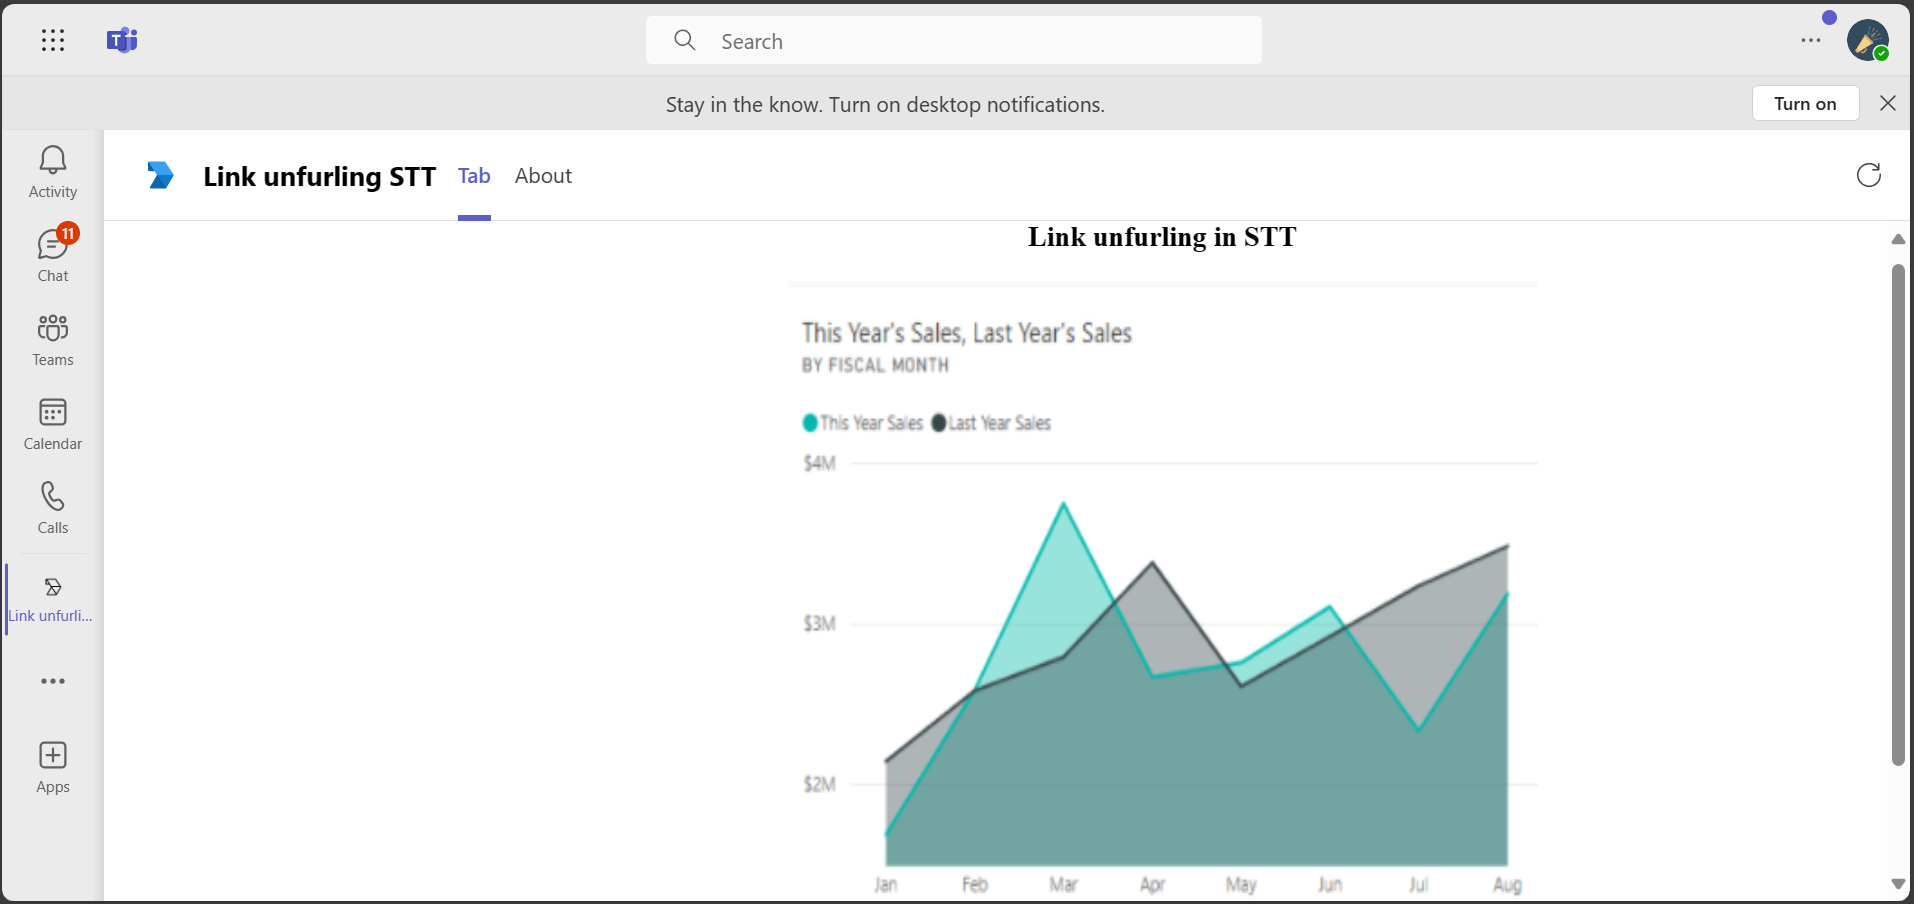 Search
Stay in the know. Turn on desktop notifications.
Turn on
Activity
11
Chat
Teams
Calendar
Calls
Link unfurli...
Apps
Link unfurling STT
Tab
About
Link unfurling in STT
This Year's Sales, Last Year's Sales
BY FISCAL MONTH
This Year Sales
Last Year Sales
$4M
$3M
$2M
Jan Feb Mar Apr May Jun Jul Aug